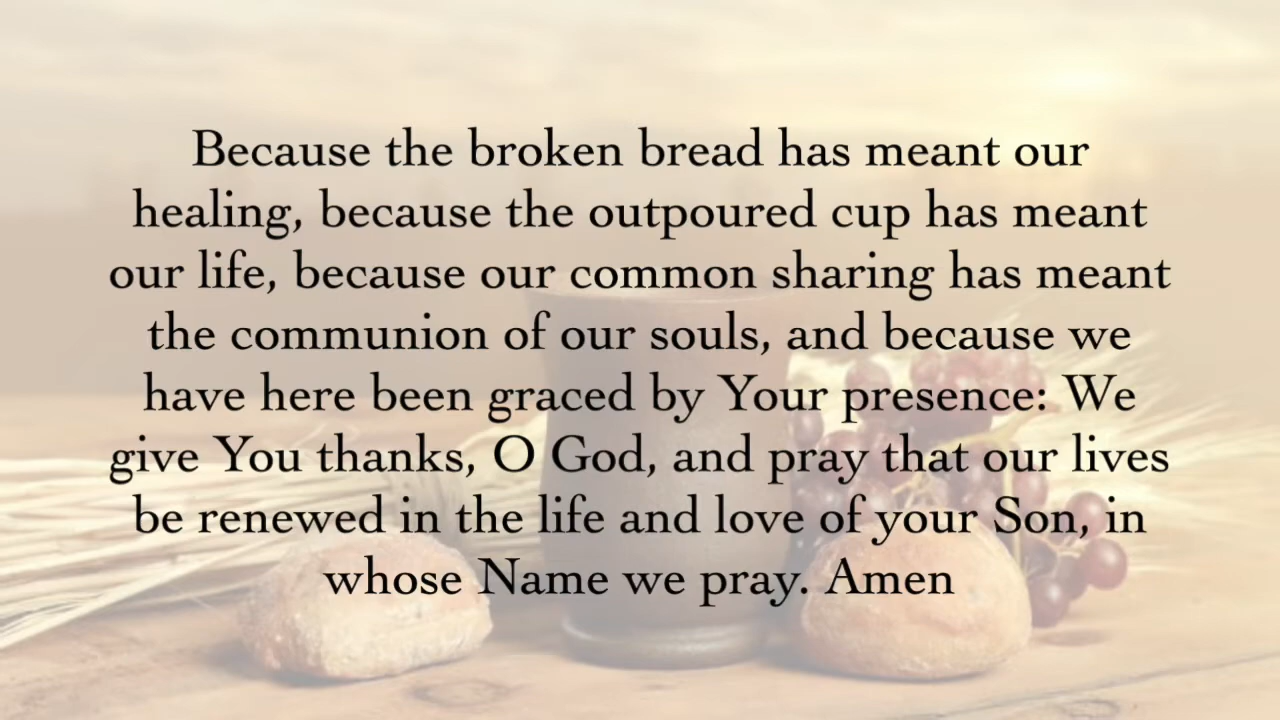 Because the broken bread has meant our
healing, because the outpoured cup has meant
our life, because our common sharing has meant
the communion of our souls, and because we
have here been graced by Your presence: We
give You thanks, O God, and pray that our lives
be renewed in the life and love of your Son, in
whose Name we pray. Amen